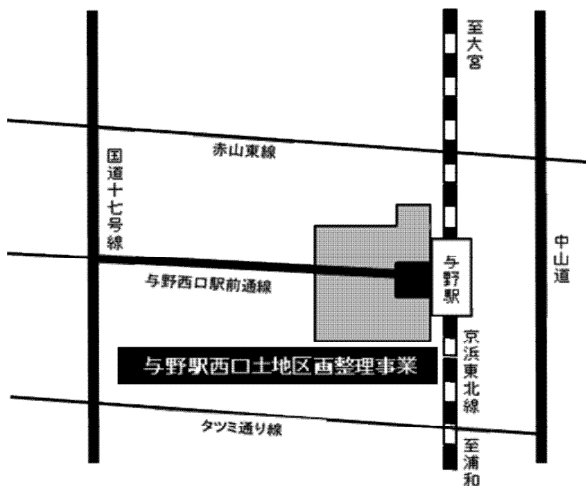 至大宮
赤山東線
国道十七号線
与野駅
中山道
与野西口駅前通線
京浜東北線
与野駅西口土地区画整理事業
タツミ通り線
至浦和